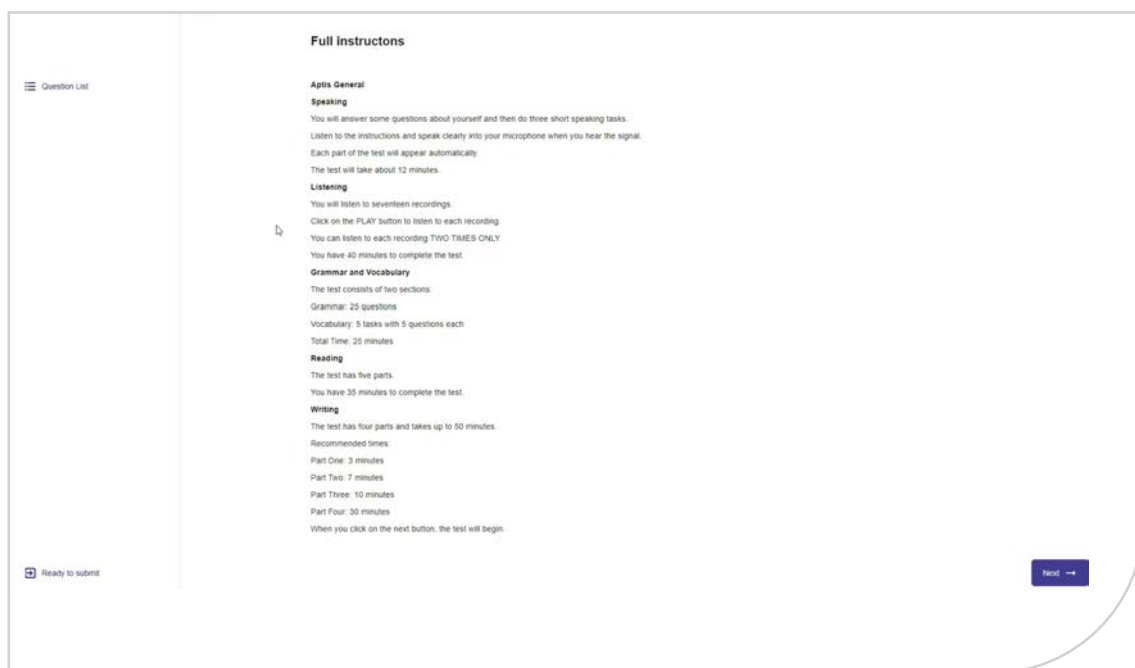 Full instructons
Question List
Aptis General
Speaking
You will answer some questions about yourself and then do three short speaking tasks.
Listen to the instructions and speak clearly into your microphone when you hear the signal.
Each part of the test will appear automatically.
The test will take about 12 minutes.
Listening
You will listen to seventeen recordings.
Click on the PLAY button to listen to each recording.
You can listen to each recording TWO TIMES ONLY.
You have 40 minutes to complete the test.
Grammar and Vocabulary
The test consists of two sections:
Grammar: 25 questions
Vocabulary: 5 tasks with 5 questions each
Total Time: 25 minutes
Reading
The test has five parts.
You have 35 minutes to complete the test.
Writing
The test has four parts and takes up to 50 minutes.
Recommended times:
Part One: 3 minutes
Part Two: 7 minutes
Part Three: 10 minutes
Part Four: 30 minutes
When you click on the next button, the test will begin.
Ready to submit
Next